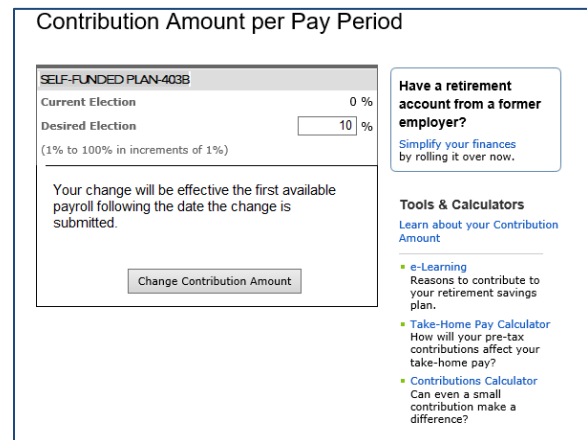 Contribution Amount per Pay Period
SELF-FUNDED PLAN-403B
Current Election 0 %
Desired Election 10 %
(1% to 100% in increments of 1%)
Your change will be effective the first available
payroll following the date the change is
submitted.
Change Contribution Amount
Have a retirement
account from a former
employer?
Simplify your finances
by rolling it over now.
Tools & Calculators
Learn about your Contribution
Amount
e-Learning
Reasons to contribute to
your retirement savings
plan.
Take-Home Pay Calculator
How will your pre-tax
contributions affect your
take-home pay?
Contributions Calculator
Can even a small
contribution make a
difference?